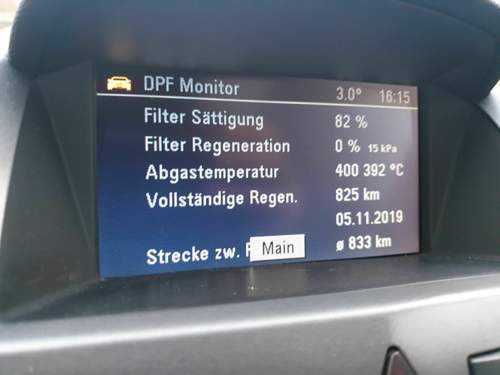 DPF Monitor 3.0° 16:15
Filter Sättigung 82 %
Filter Regeneration 0 % 15 kPa
Abgastemperatur 400 392 °C
Vollständige Regen. 825 km
05.11.2019
Strecke zw. Main ø 833 km